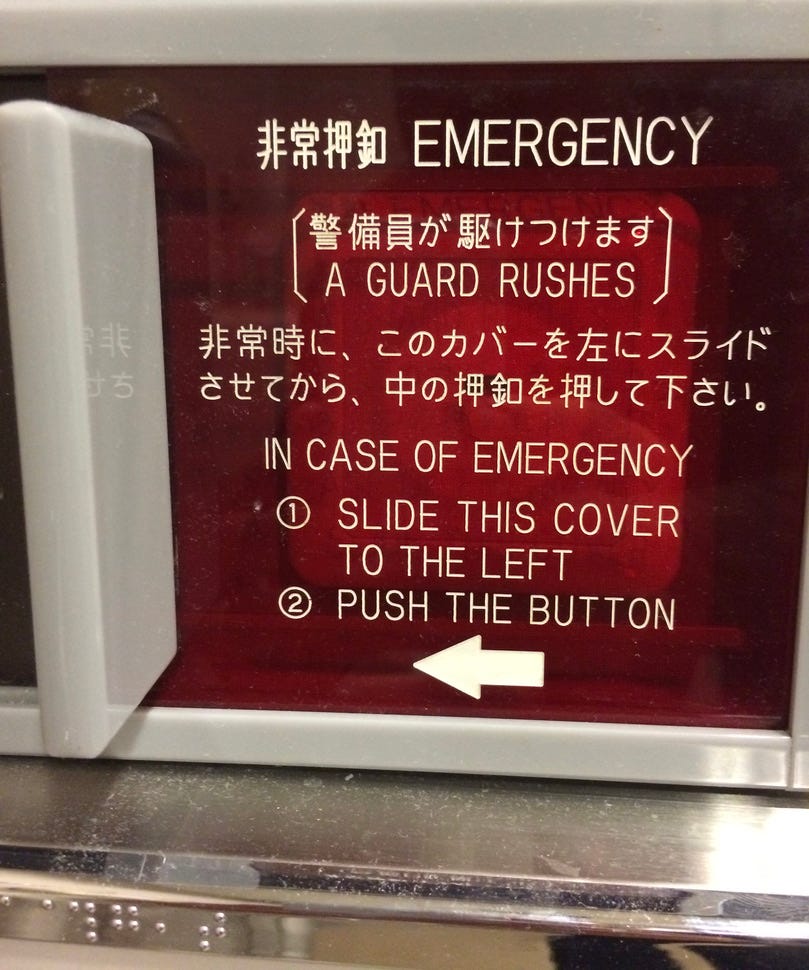 非常押釦 EMERGENCY
〔警備員が駆けつけます
A GUARD RUSHES〕
非常時に、このカバーを左にスライド
させてから、中の押釦を押して下さい。
IN CASE OF EMERGENCY
① SLIDE THIS COVER
TO THE LEFT
② PUSH THE BUTTON